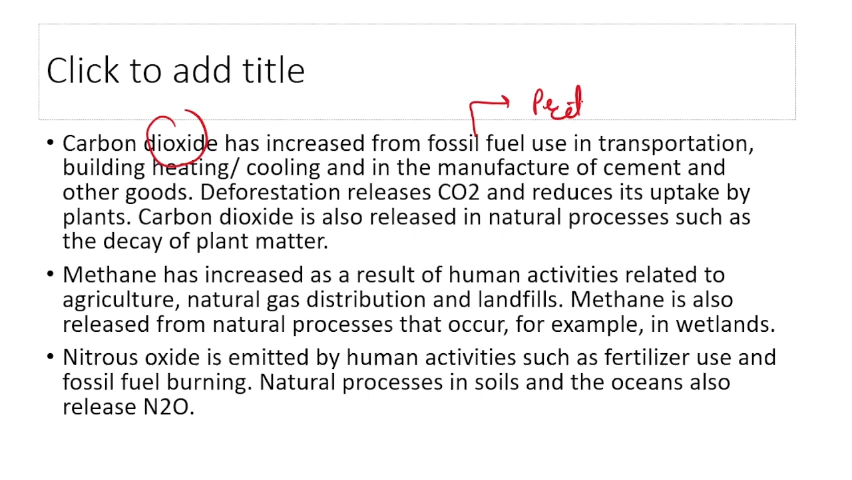 Click to add title
• Carbon dioxide has increased from fossil fuel use in transportation,
building heating/ cooling and in the manufacture of cement and
other goods. Deforestation releases CO2 and reduces its uptake by
plants. Carbon dioxide is also released in natural processes such as
the decay of plant matter.
• Methane has increased as a result of human activities related to
agriculture, natural gas distribution and landfills. Methane is also
released from natural processes that occur, for example, in wetlands.
• Nitrous oxide is emitted by human activities such as fertilizer use and
fossil fuel burning. Natural processes in soils and the oceans also
release N2O.